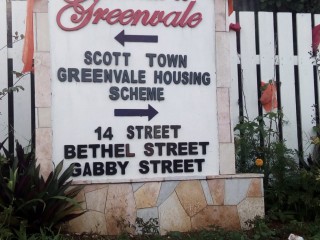 Greenvale
SCOTT TOWN
GREENVALE HOUSING
SCHEME
14 STREET
BETHEL STREET
GABBY STREET